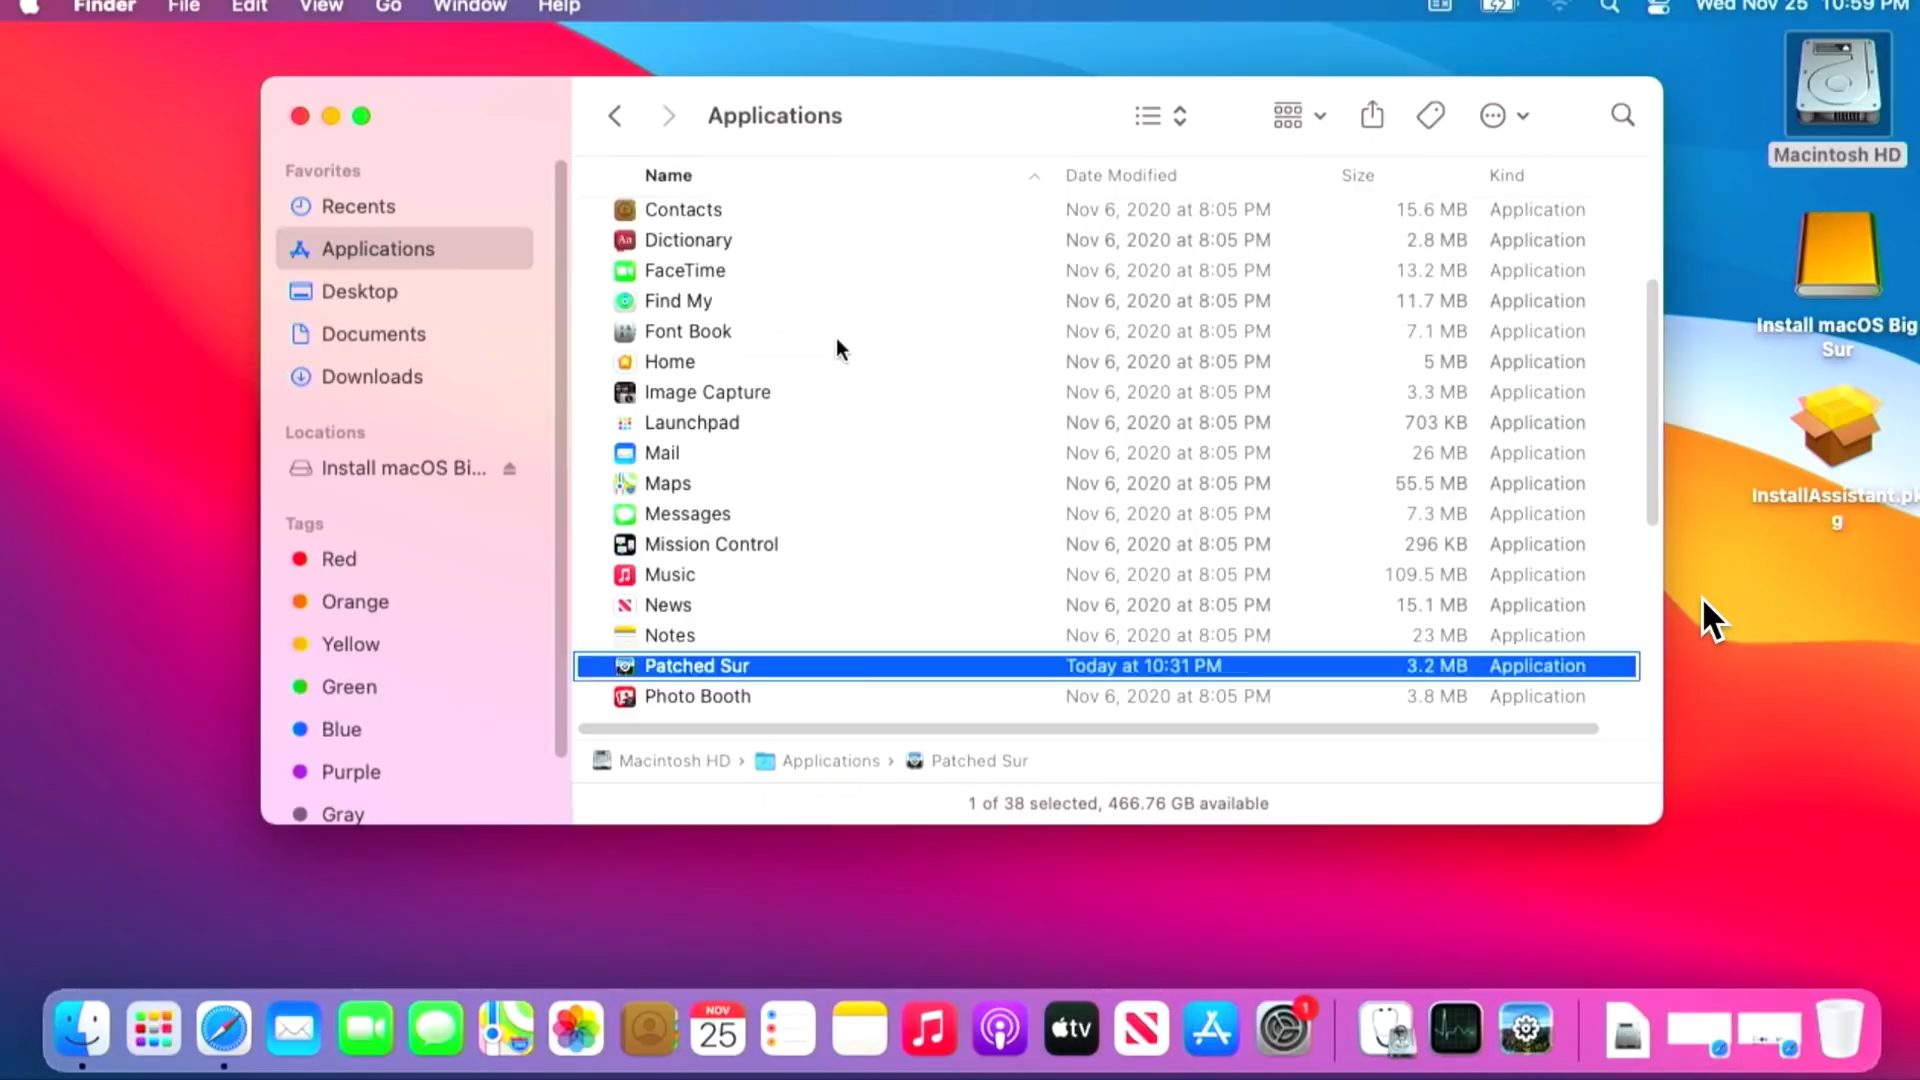 Finder File Edit View Go Window Help Wed Nov 25 10:59 PM
Macintosh HD
Install macOS Big
Sur
InstallAssistant.pk
g
Applications
Favorites
Recents
Applications
Desktop
Documents
Downloads
Locations
Install macOS Bi...
Tags
Red
Orange
Yellow
Green
Blue
Purple
Gray
Name Date Modified Size Kind
Contacts Nov 6, 2020 at 8:05 PM 15.6 MB Application
Dictionary Nov 6, 2020 at 8:05 PM 2.8 MB Application
FaceTime Nov 6, 2020 at 8:05 PM 13.2 MB Application
Find My Nov 6, 2020 at 8:05 PM 11.7 MB Application
Font Book Nov 6, 2020 at 8:05 PM 7.1 MB Application
Home Nov 6, 2020 at 8:05 PM 5 MB Application
Image Capture Nov 6, 2020 at 8:05 PM 3.3 MB Application
Launchpad Nov 6, 2020 at 8:05 PM 703 KB Application
Mail Nov 6, 2020 at 8:05 PM 26 MB Application
Maps Nov 6, 2020 at 8:05 PM 55.5 MB Application
Messages Nov 6, 2020 at 8:05 PM 7.3 MB Application
Mission Control Nov 6, 2020 at 8:05 PM 296 KB Application
Music Nov 6, 2020 at 8:05 PM 109.5 MB Application
News Nov 6, 2020 at 8:05 PM 15.1 MB Application
Notes Nov 6, 2020 at 8:05 PM 23 MB Application
Patched Sur Today at 10:31 PM 3.2 MB Application
Photo Booth Nov 6, 2020 at 8:05 PM 3.8 MB Application
Macintosh HD › Applications › Patched Sur
1 of 38 selected, 466.76 GB available
NOV
25
tv
1